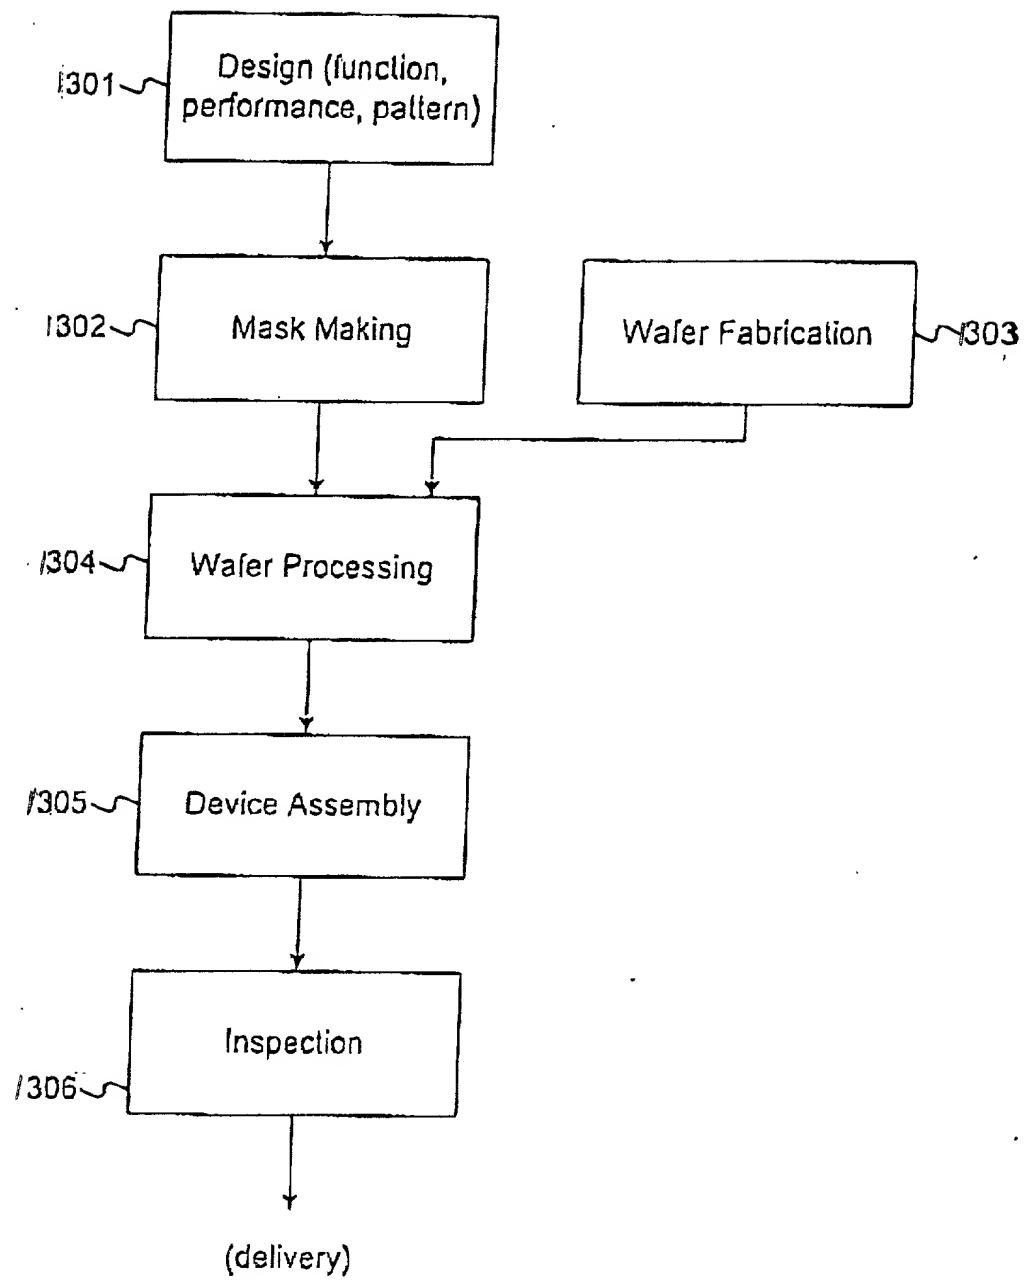 1301
Design (function,
performance, pattern)
1302
Mask Making
Wafer Fabrication
1303
1304
Wafer Processing
1305
Device Assembly
Inspection
1306
(delivery)